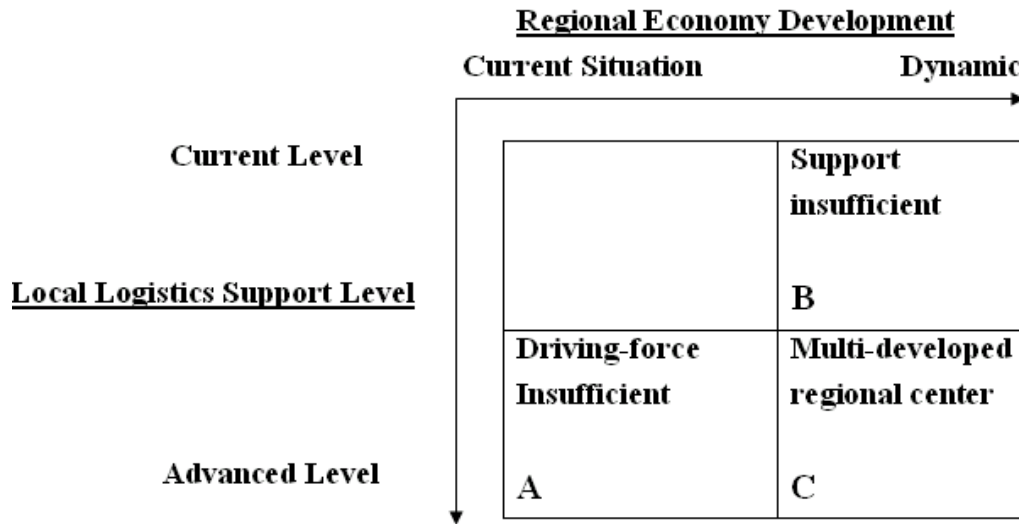 Regional Economy Development
Current Situation Dynamic
Current Level
Support
insufficient
Local Logistics Support Level
B
Driving-force
Insufficient
Multi-developed
regional center
Advanced Level
A
C